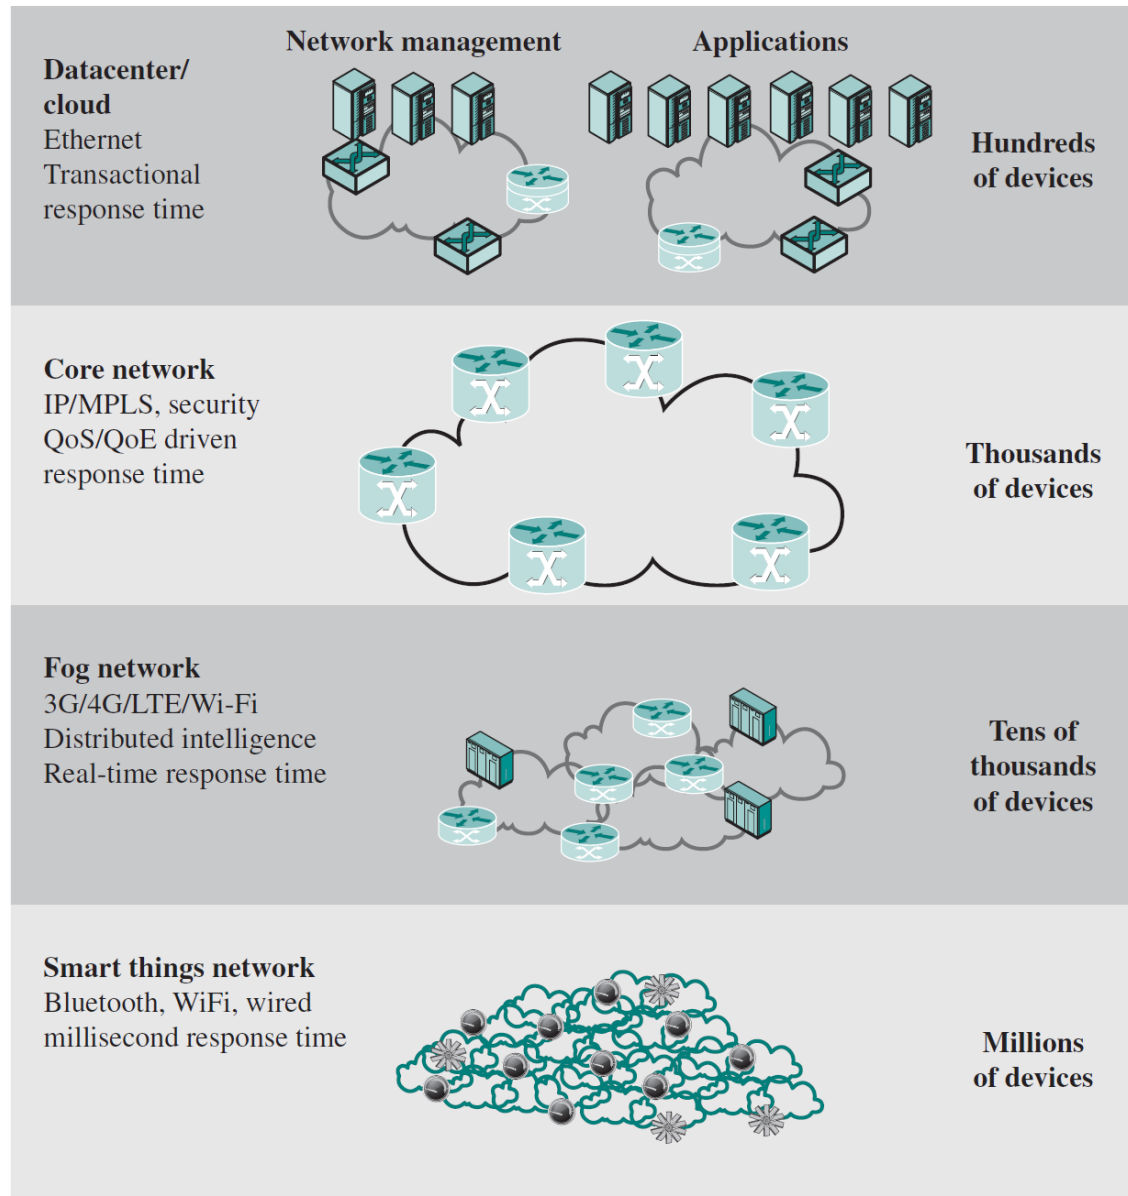 Network management
Applications
Datacenter/
cloud
Ethernet
Transactional
response time
Hundreds
of devices
Core network
IP/MPLS, security
QoS/QoE driven
response time
Thousands
of devices
Fog network
3G/4G/LTE/Wi-Fi
Distributed intelligence
Real-time response time
Tens of
thousands
of devices
Smart things network
Bluetooth, WiFi, wired
millisecond response time
Millions
of devices